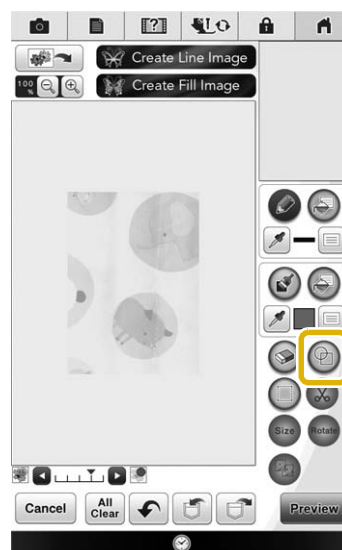 ?
Create Line Image
100
%
Create Fill Image
Size
Rotate
Cancel
All
Clear
Preview